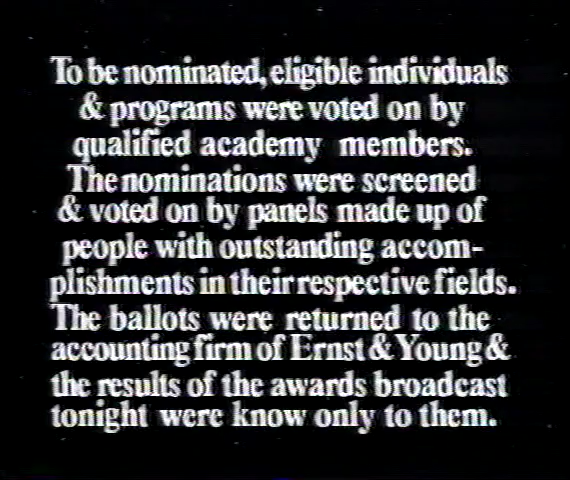 To be nominated, eligible individuals
& programs were voted on by
qualified academy members.
The nominations were screened
& voted on by panels made up of
people with outstanding accom-
plishments in their respective fields.
The ballots were returned to the
accounting firm of Ernst & Young &
the results of the awards broadcast
tonight were know only to them.